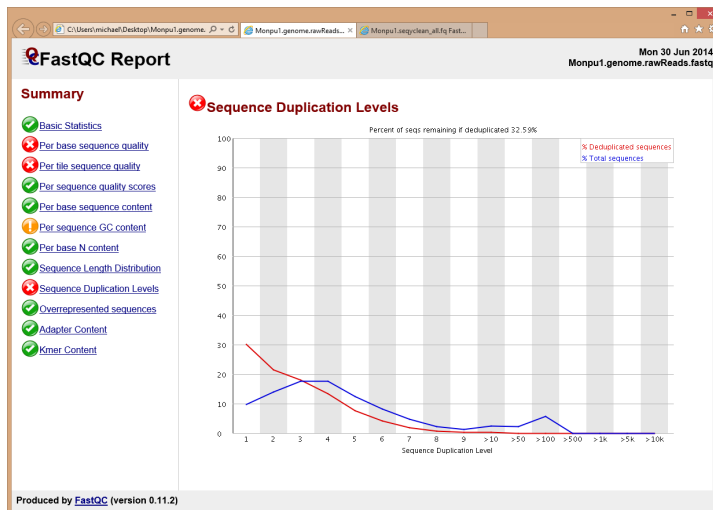 C:\Users\michael\Desktop\Monpu1.genome.
Monpu1.genome.rawReads...
Monpu1.seqyclean_all.fq Fast...
FastQC Report
Mon 30 Jun 2014
Monpu1.genome.rawReads.fastq
Summary
Basic Statistics
Per base sequence quality
Per tile sequence quality
Per sequence quality scores
Per base sequence content
Per sequence GC content
Per base N content
Sequence Length Distribution
Sequence Duplication Levels
Overrepresented sequences
Adapter Content
Kmer Content
Sequence Duplication Levels
Percent of seqs remaining if deduplicated 32.59%
% Deduplicated sequences
% Total sequences
100
90
80
70
60
50
40
30
20
10
0
1 2 3 4 5 6 7 8 9 >10 >50 >100 >500 >1k >5k >10k
Sequence Duplication Level
Produced by FastQC (version 0.11.2)